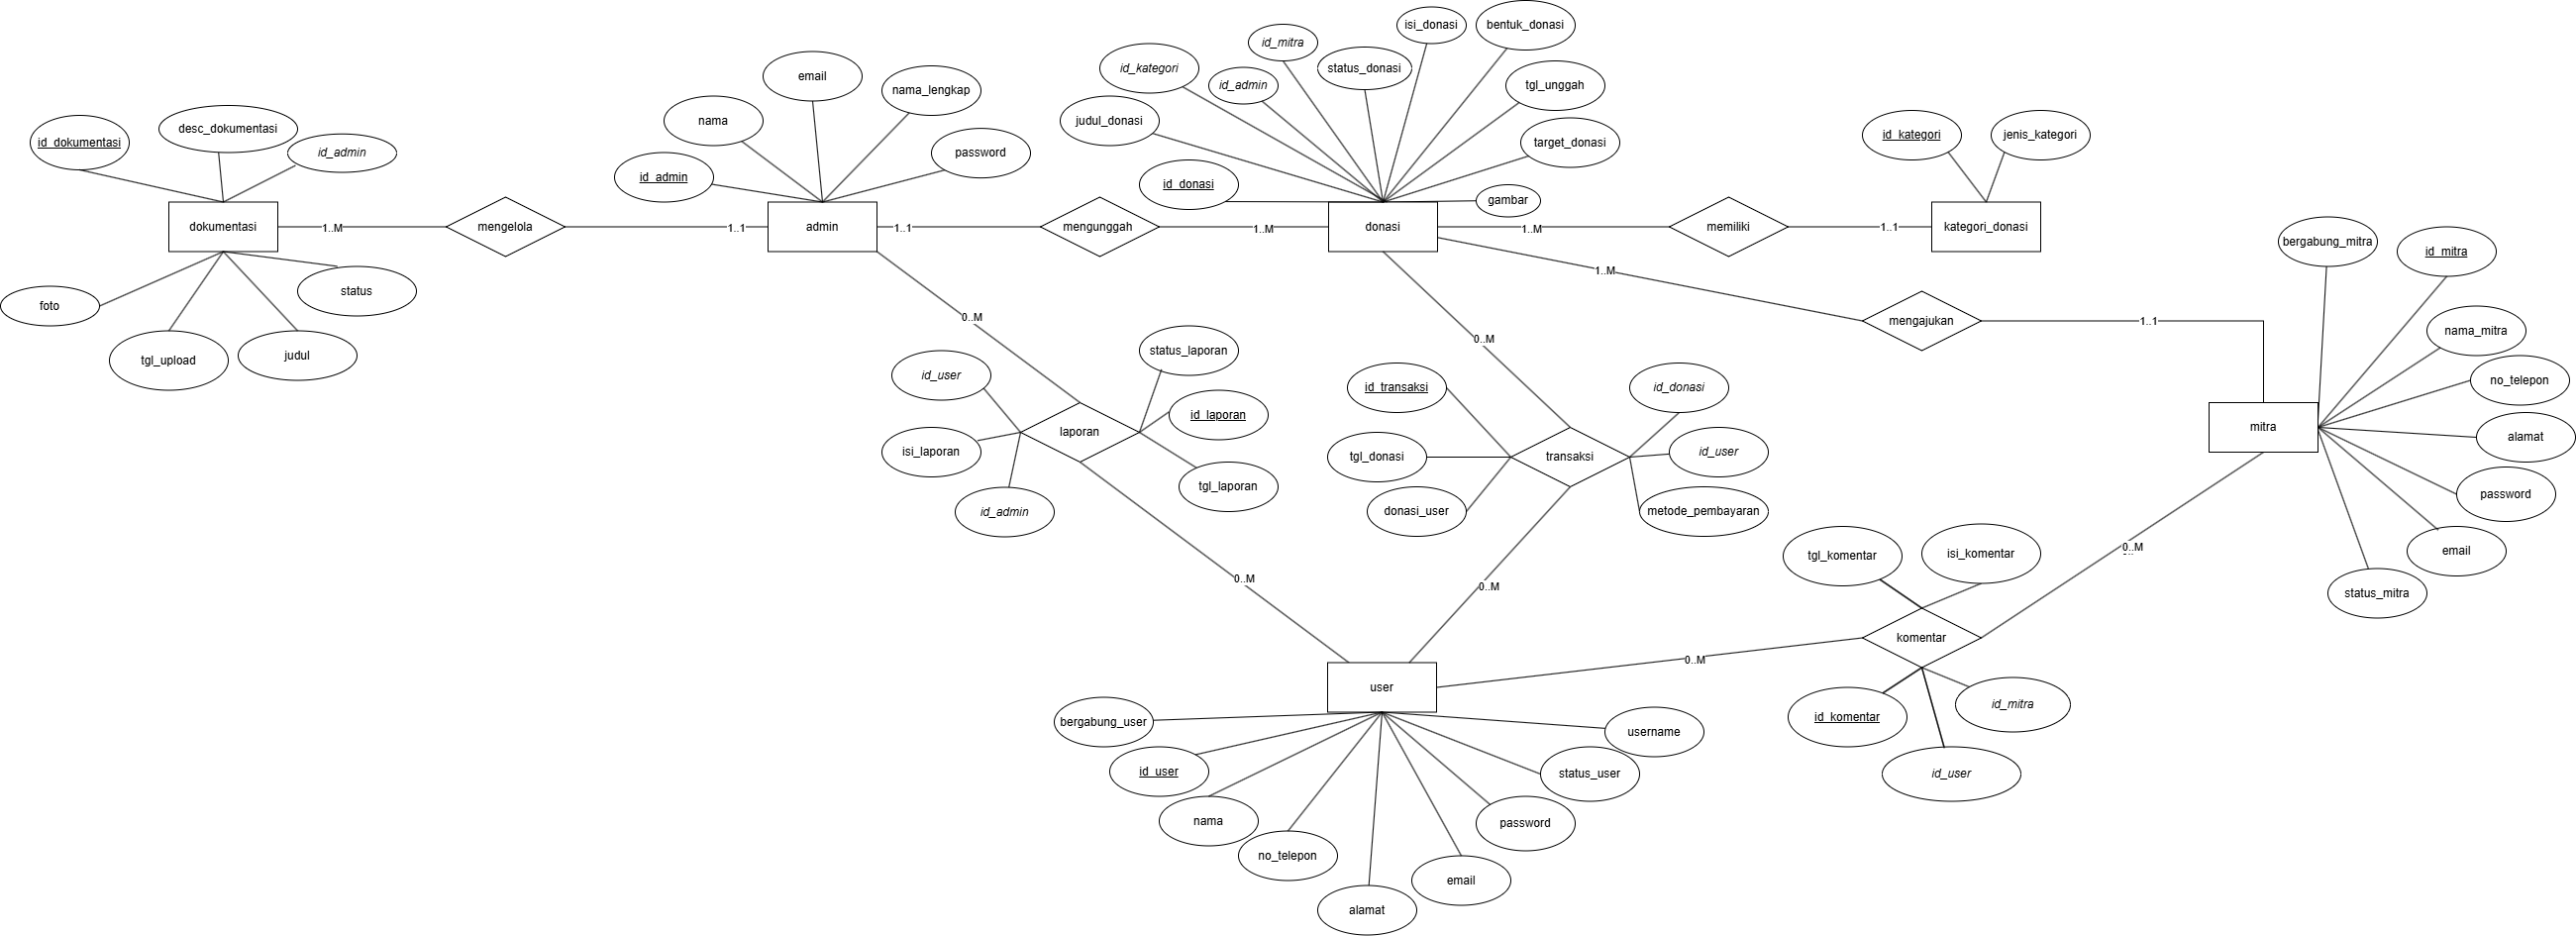 isi_donasi
bentuk_donasi
id_mitra
id_kategori
status_donasi
email
id_admin
tgl_unggah
nama_lengkap
nama
judul_donasi
desc_dokumentasi
id_dokumentasi
id_admin
password
target_donasi
id_kategori
jenis_kategori
id_admin
id_donasi
gambar
dokumentasi
1..M
mengelola
1..1
admin
1..1
mengunggah
1..M
donasi
1..M
memiliki
1..1
kategori_donasi
bergabung_mitra
id_mitra
1..M
status
foto
0..M
mengajukan
1..1
nama_mitra
0..M
status_laporan
judul
tgl_upload
id_user
id_transaksi
id_donasi
no_telepon
id_laporan
laporan
mitra
alamat
isi_laporan
tgl_donasi
transaksi
id_user
tgl_laporan
password
id_admin
donasi_user
metode_pembayaran
0..M
email
tgl_komentar
isi_komentar
0..M
0..M
status_mitra
komentar
0..M
user
id_mitra
bergabung_user
id_komentar
username
id_user
status_user
id_user
nama
password
no_telepon
email
alamat